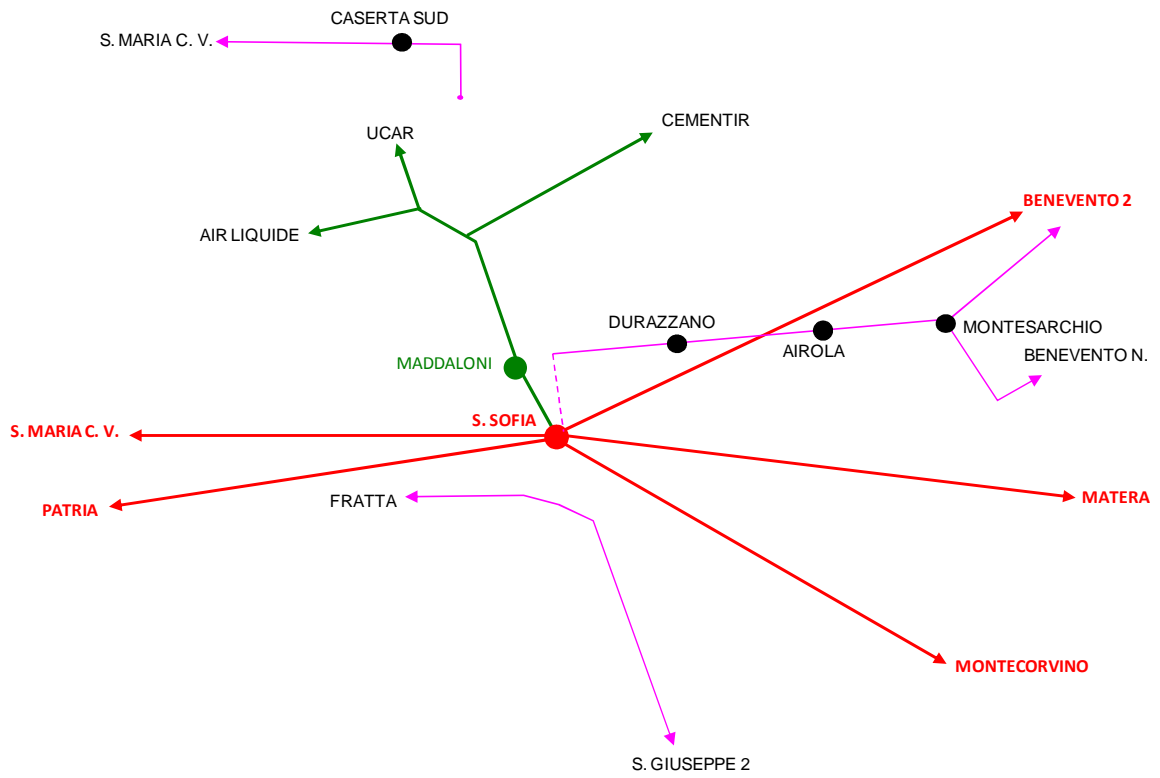 CASERTA SUD
S. MARIA C. V.
CEMENTIR
UCAR
BENEVENTO 2
AIR LIQUIDE
DURAZZANO
MONTESARCHIO
AIROLA
BENEVENTO N.
MADDALONI
S. SOFIA
S. MARIA C. V.
FRATTA
MATERA
PATRIA
MONTECORVINO
S. GIUSEPPE 2